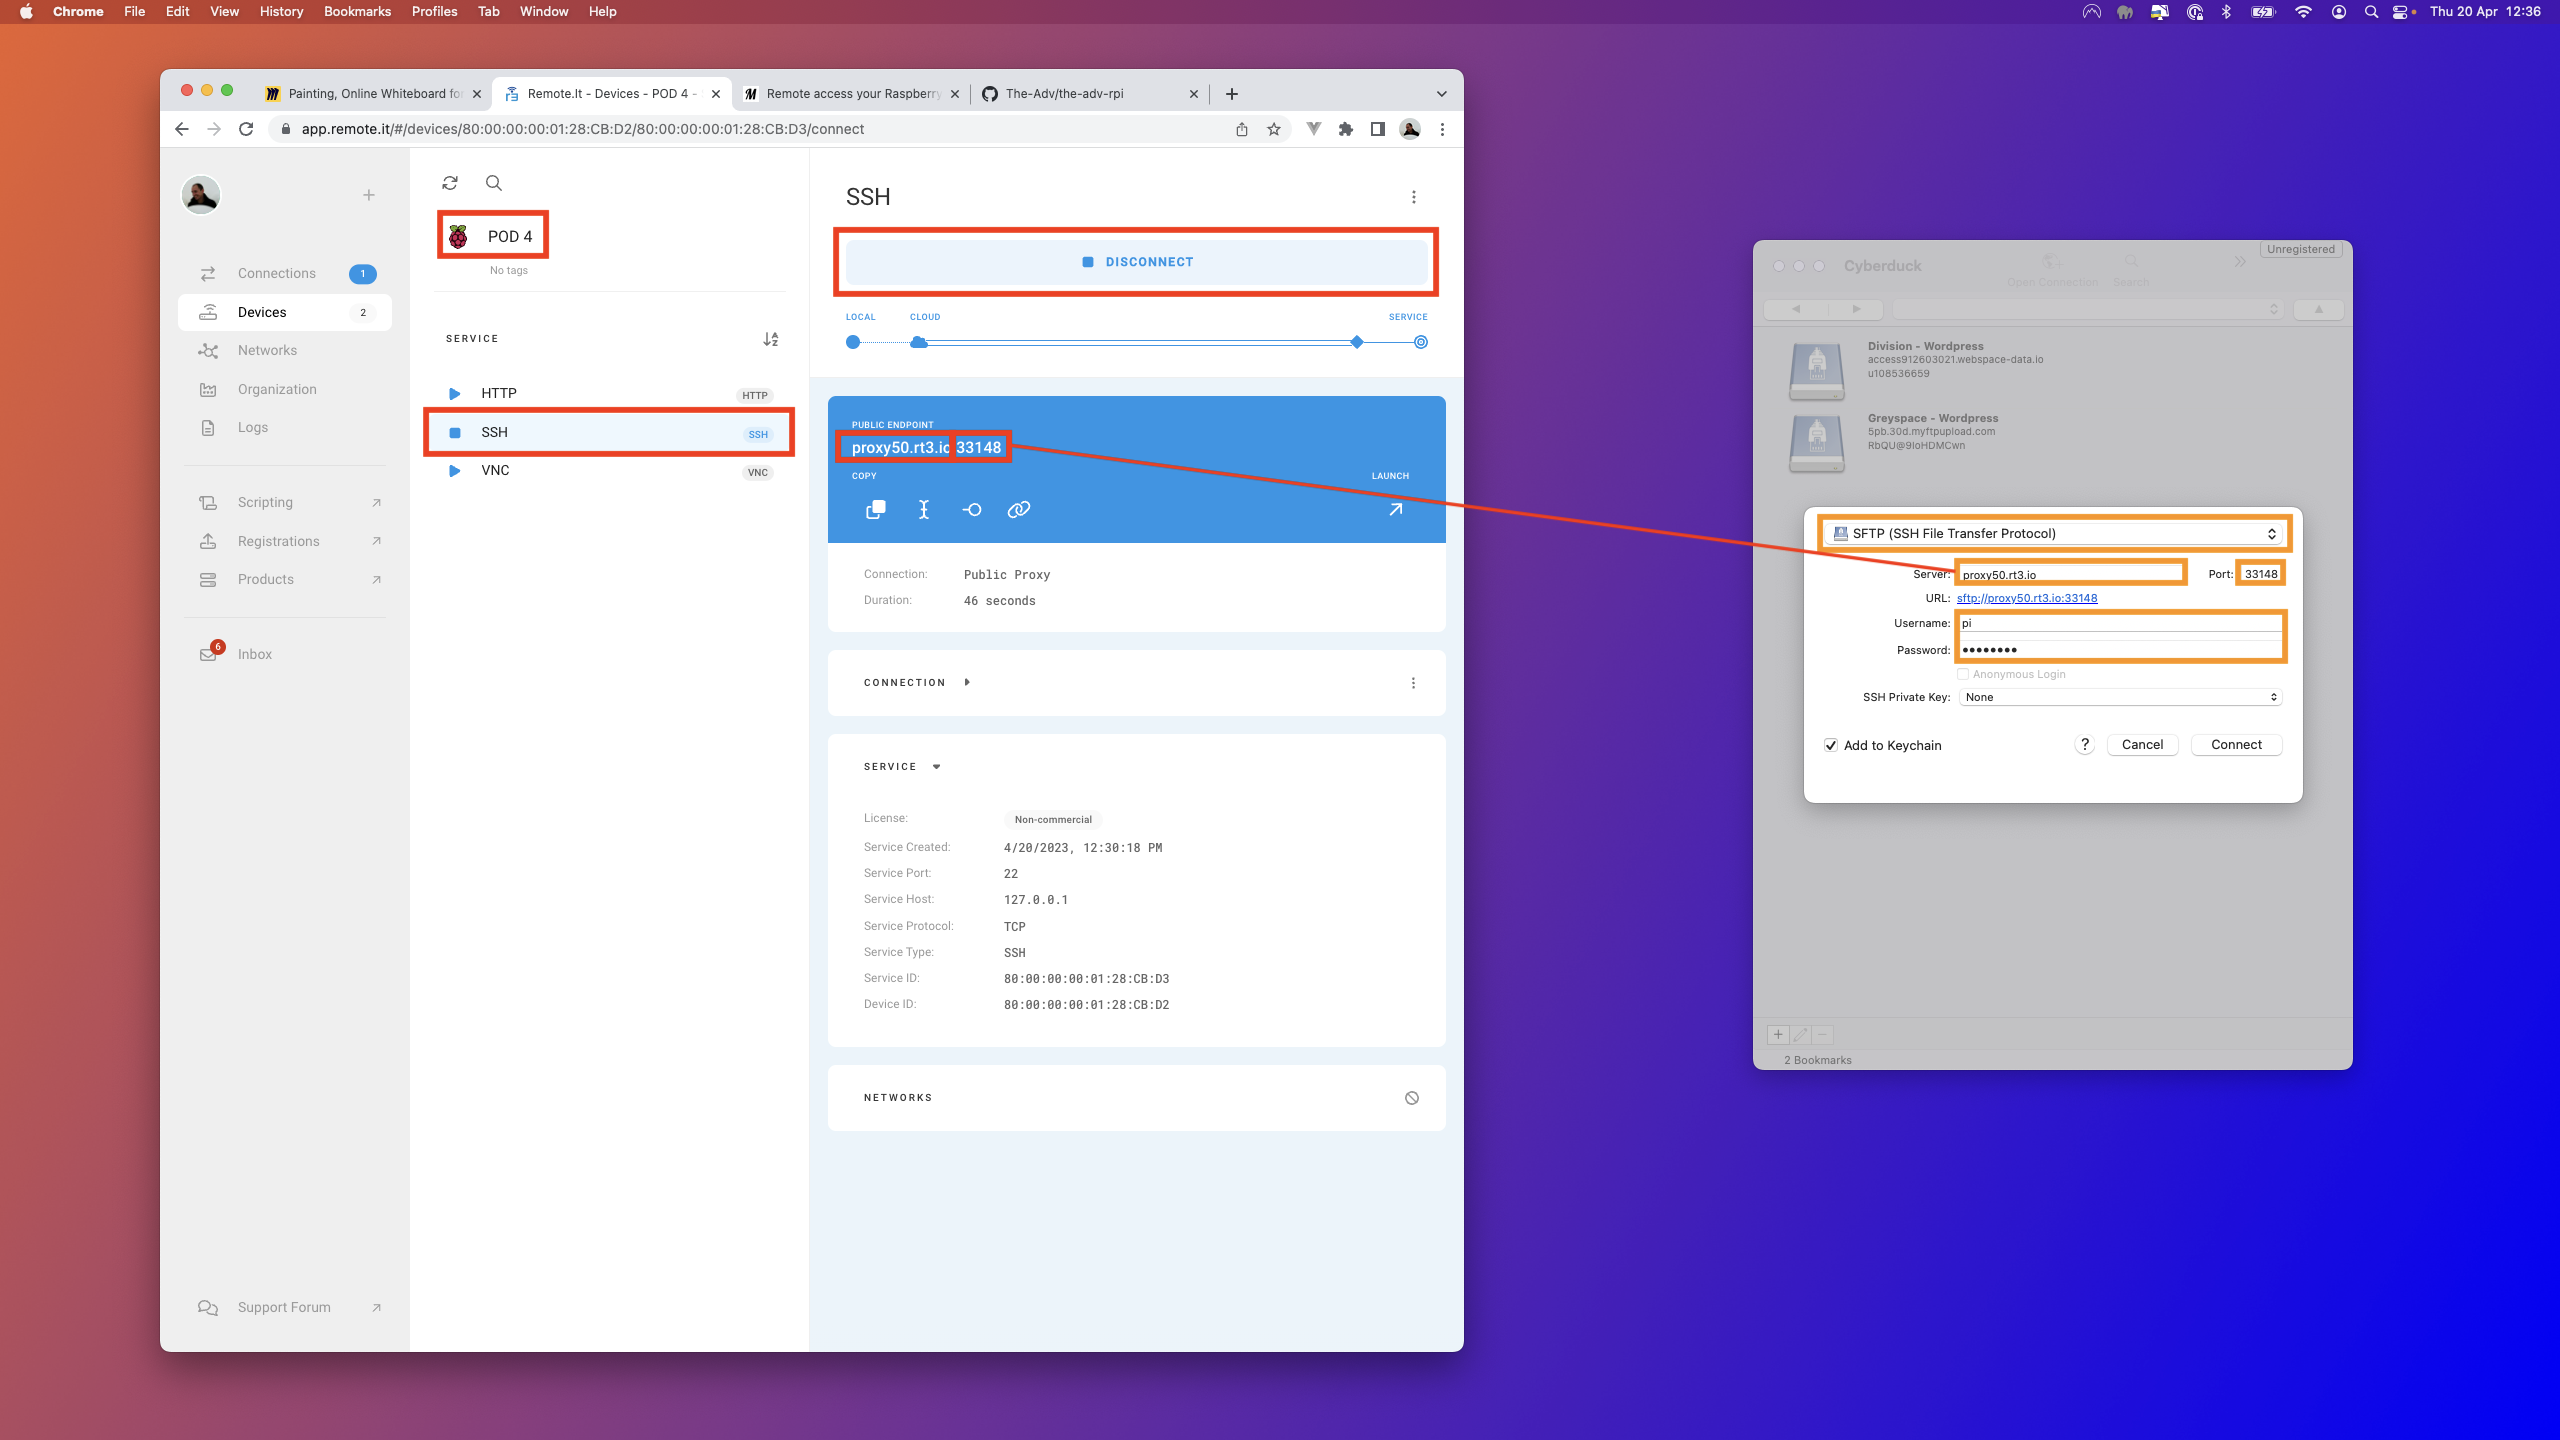 Chrome File Edit View History Bookmarks Profiles Tab Window Help
Thu 20 Apr 12:36
Painting, Online Whiteboard for
Remote.It - Devices - POD 4 -
Remote access your Raspberry
The-Adv/the-adv-rpi
app.remote.it/#/devices/80:00:00:00:01:28:CB:D2/80:00:00:00:01:28:CB:D3/connect
Connections 1
Devices 2
Networks
Organization
Logs
Scripting
Registrations
Products
6
Inbox
Support Forum
POD 4
No tags
SERVICE
HTTP HTTP
SSH SSH
VNC VNC
SSH
DISCONNECT
LOCAL CLOUD SERVICE
PUBLIC ENDPOINT
proxy50.rt3.io 33148
COPY LAUNCH
Connection: Public Proxy
Duration: 46 seconds
CONNECTION
SERVICE
License: Non-commercial
Service Created: 4/20/2023, 12:30:18 PM
Service Port: 22
Service Host: 127.0.0.1
Service Protocol: TCP
Service Type: SSH
Service ID: 80:00:00:00:01:28:CB:D3
Device ID: 80:00:00:00:01:28:CB:D2
NETWORKS
Unregistered
Cyberduck
Open Connection Search
Division - Wordpress
access912603021.webspace-data.io
u108536659
Greyspace - Wordpress
5pb.30d.myftpupload.com
RbQU@9IoHDMCwn
SFTP (SSH File Transfer Protocol)
Server: proxy50.rt3.io Port: 33148
URL: sftp://proxy50.rt3.io:33148
Username: pi
Password: ••••••••
Anonymous Login
SSH Private Key: None
Add to Keychain ? Cancel Connect
2 Bookmarks